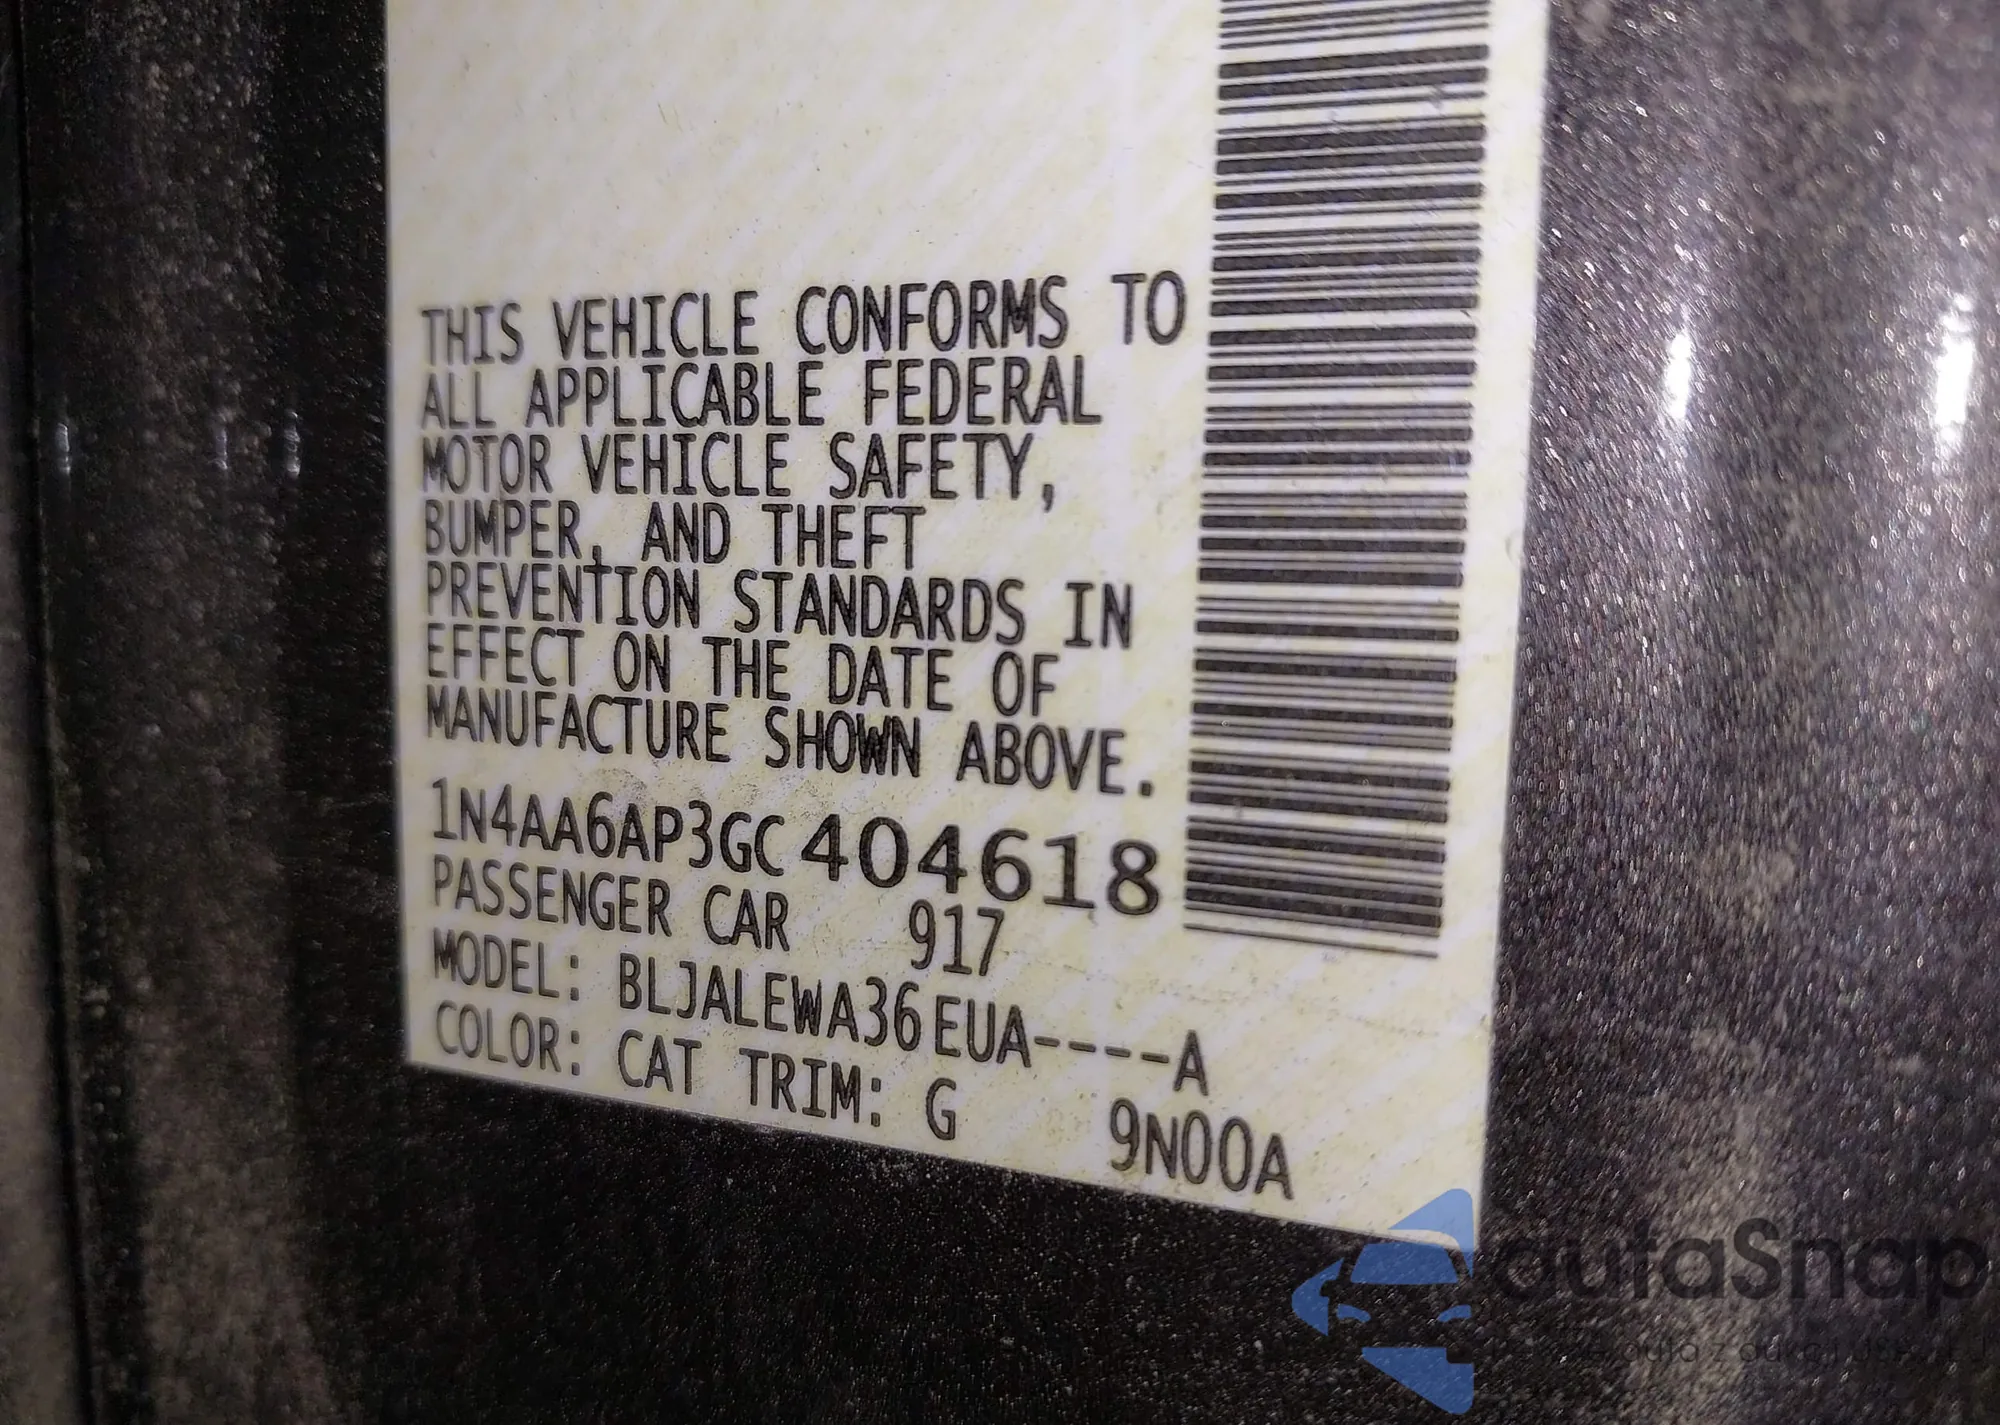 THIS VEHICLE CONFORMS TO
ALL APPLICABLE FEDERAL
MOTOR VEHICLE SAFETY,
BUMPER, AND THEFT
PREVENTION STANDARDS IN
EFFECT ON THE DATE OF
MANUFACTURE SHOWN ABOVE.
1N4AA6AP3GC404618
PASSENGER CAR 917
MODEL: BLJALEWA36EUA----A
COLOR: CAT TRIM: G 9N00A
autaSnap